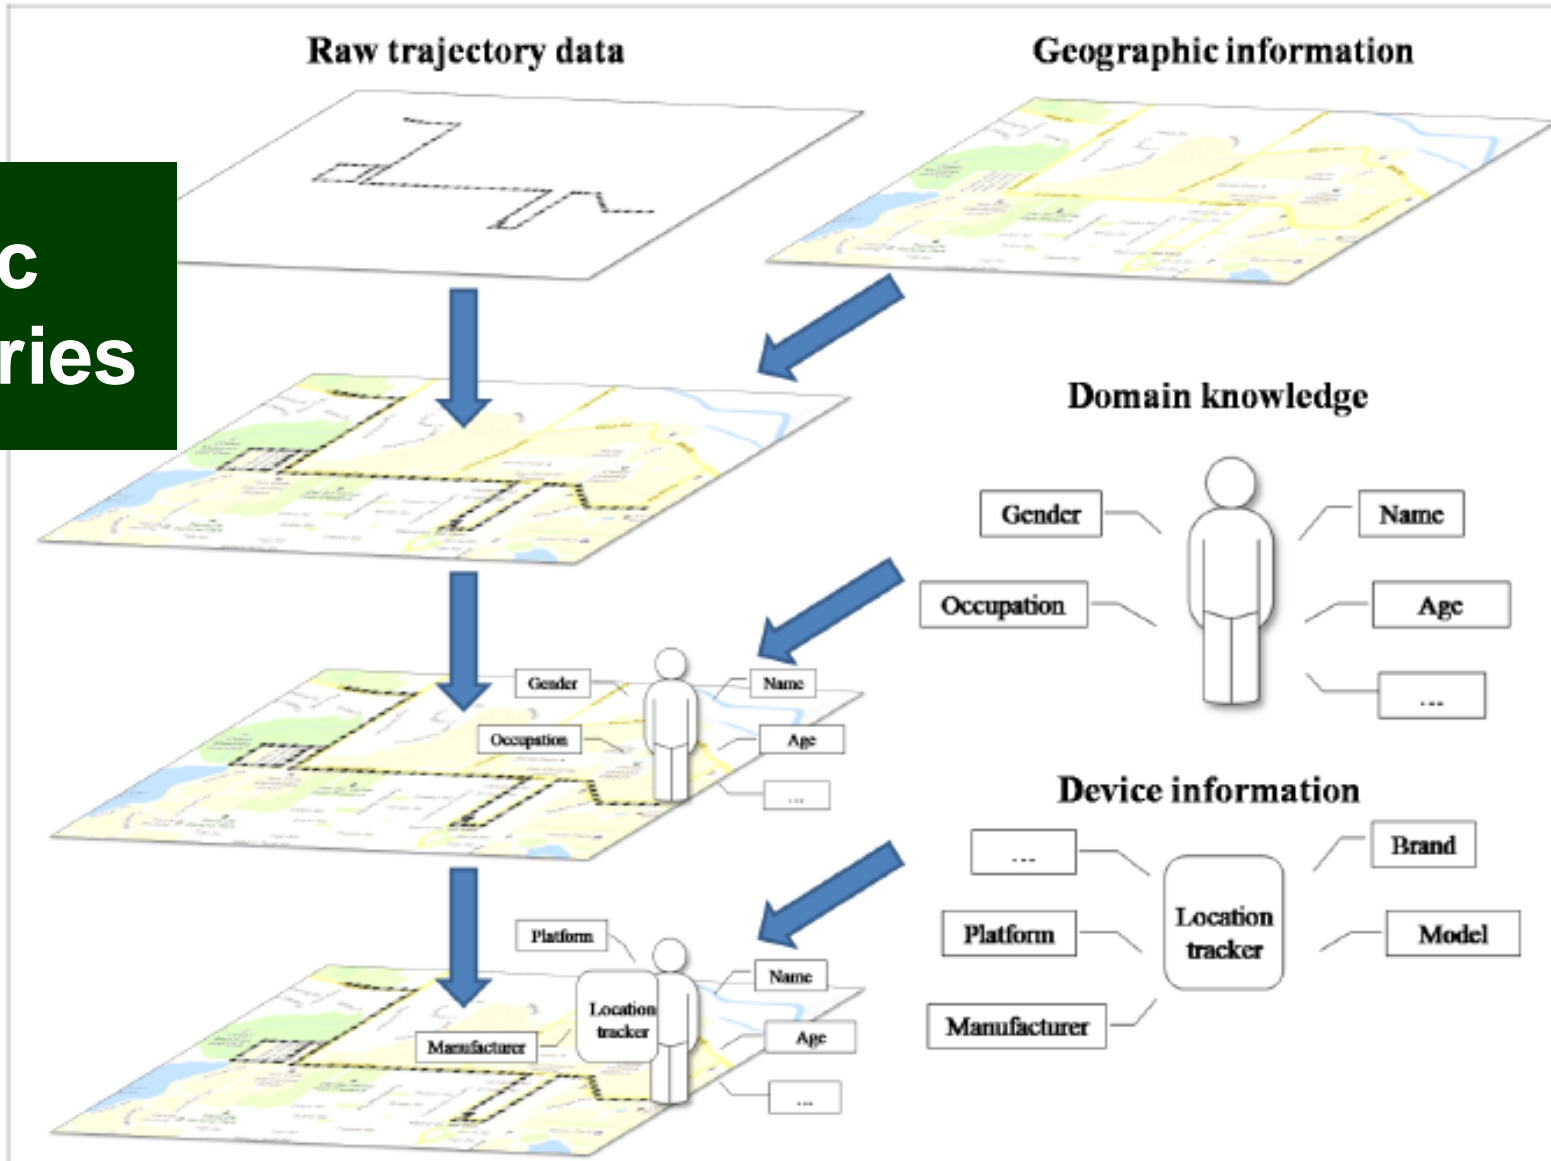 Raw trajectory data
Geographic information
c
ries
Domain knowledge
Gender
Name
Occupation
Age
...
Gender
Name
Occupation
Age
...
Device information
...
Brand
Platform
Location
tracker
Model
Manufacturer
Platform
Name
Location
tracker
Manufacturer
Age
...